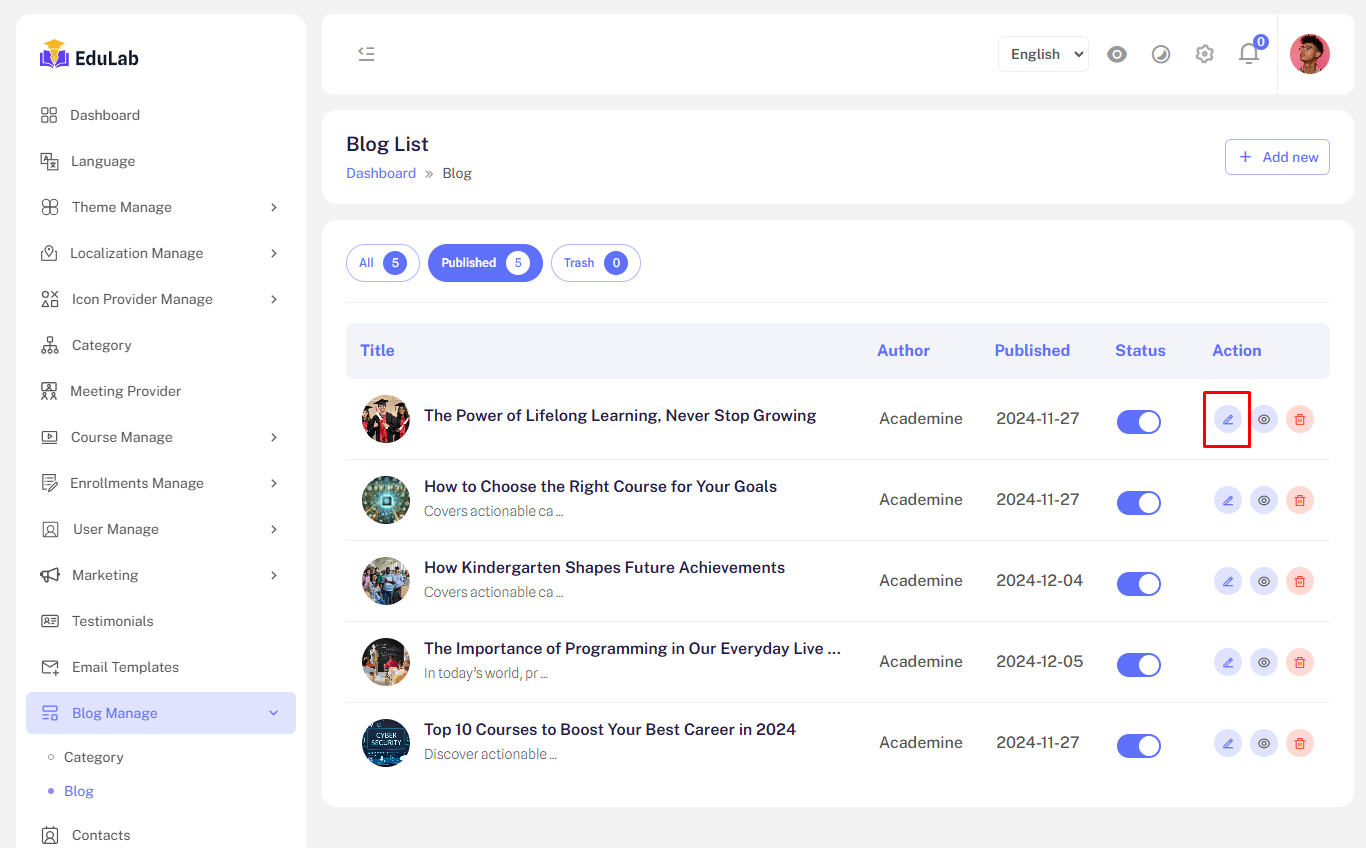 EduLab
Dashboard
Language
Theme Manage
Localization Manage
Icon Provider Manage
Category
Meeting Provider
Course Manage
Enrollments Manage
User Manage
Marketing
Testimonials
Email Templates
Blog Manage
Category
Blog
Contacts
English
0
Blog List
Dashboard » Blog
+ Add new
All 5 Published 5 Trash 0
Title Author Published Status Action
The Power of Lifelong Learning, Never Stop Growing Academine 2024-11-27
How to Choose the Right Course for Your Goals Academine 2024-11-27
Covers actionable ca ...
How Kindergarten Shapes Future Achievements Academine 2024-12-04
Covers actionable ca ...
The Importance of Programming in Our Everyday Live ... Academine 2024-12-05
In today's world, pr ...
CYBER
SECURITY
Top 10 Courses to Boost Your Best Career in 2024 Academine 2024-11-27
Discover actionable ...